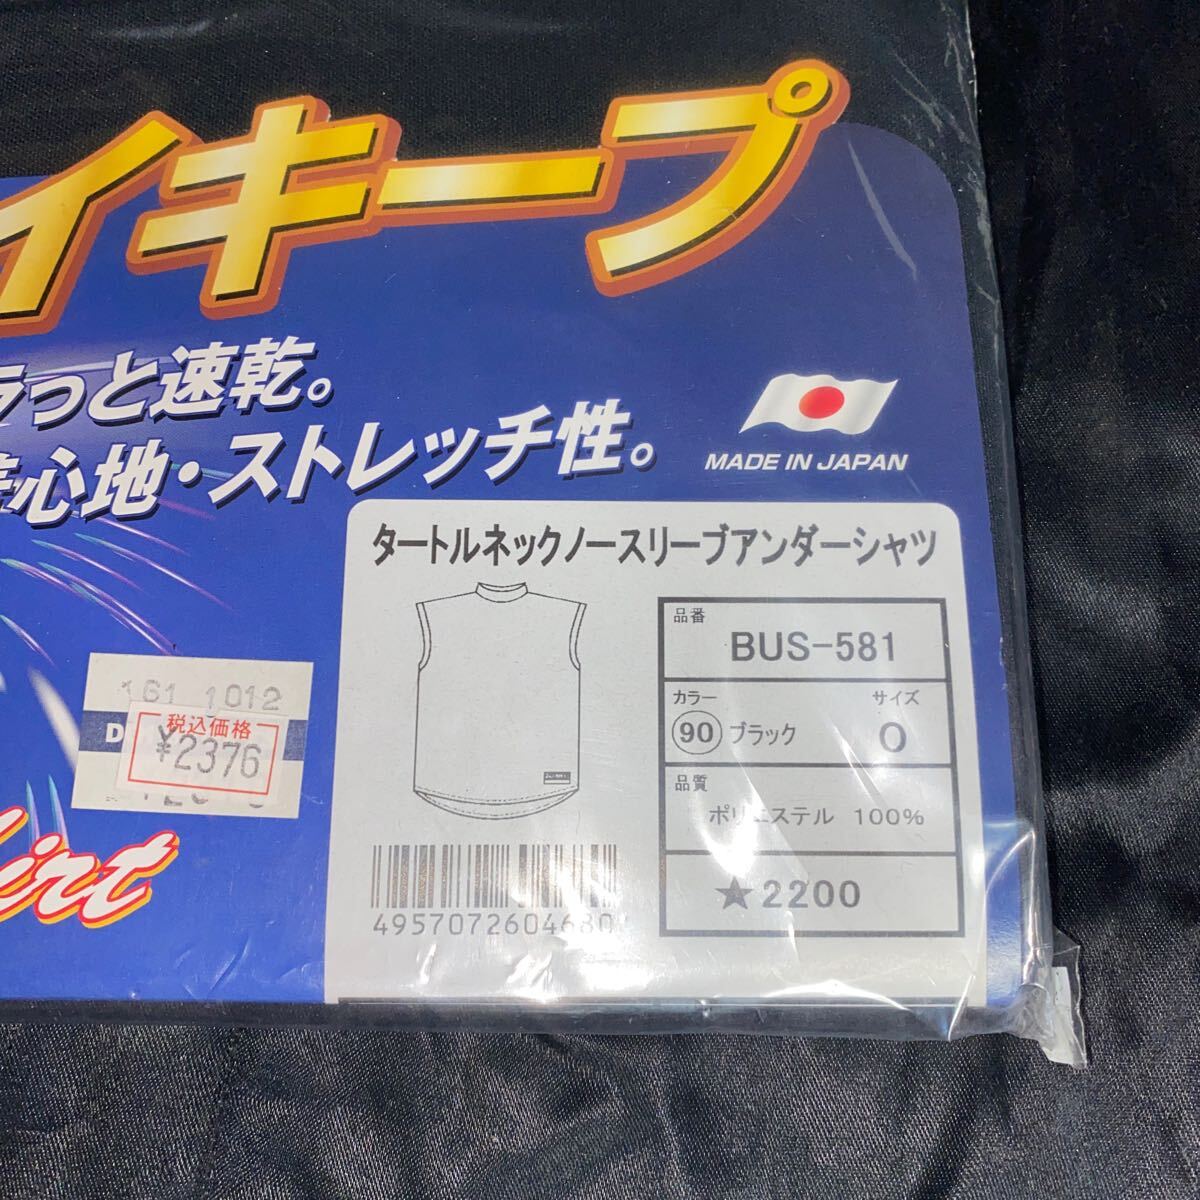 イキープ
ラっと速乾。
着心地・ストレッチ性。
MADE IN JAPAN
タートルネックノースリーブアンダーシャツ
品番
BUS-581
カラー
サイズ
90 ブラック
O
品質
ポリエステル 100%
★2200
4957072604680
161 1012
税込価格
¥2376
hirt